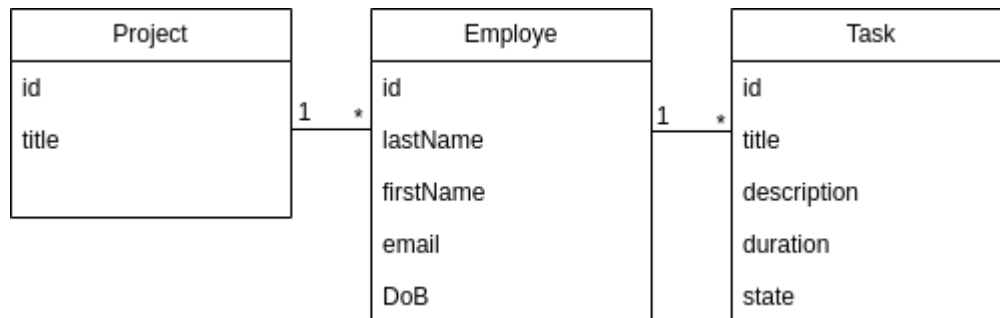 Project
id
title
1
*
Employe
id
lastName
firstName
email
DoB
1
*
Task
id
title
description
duration
state